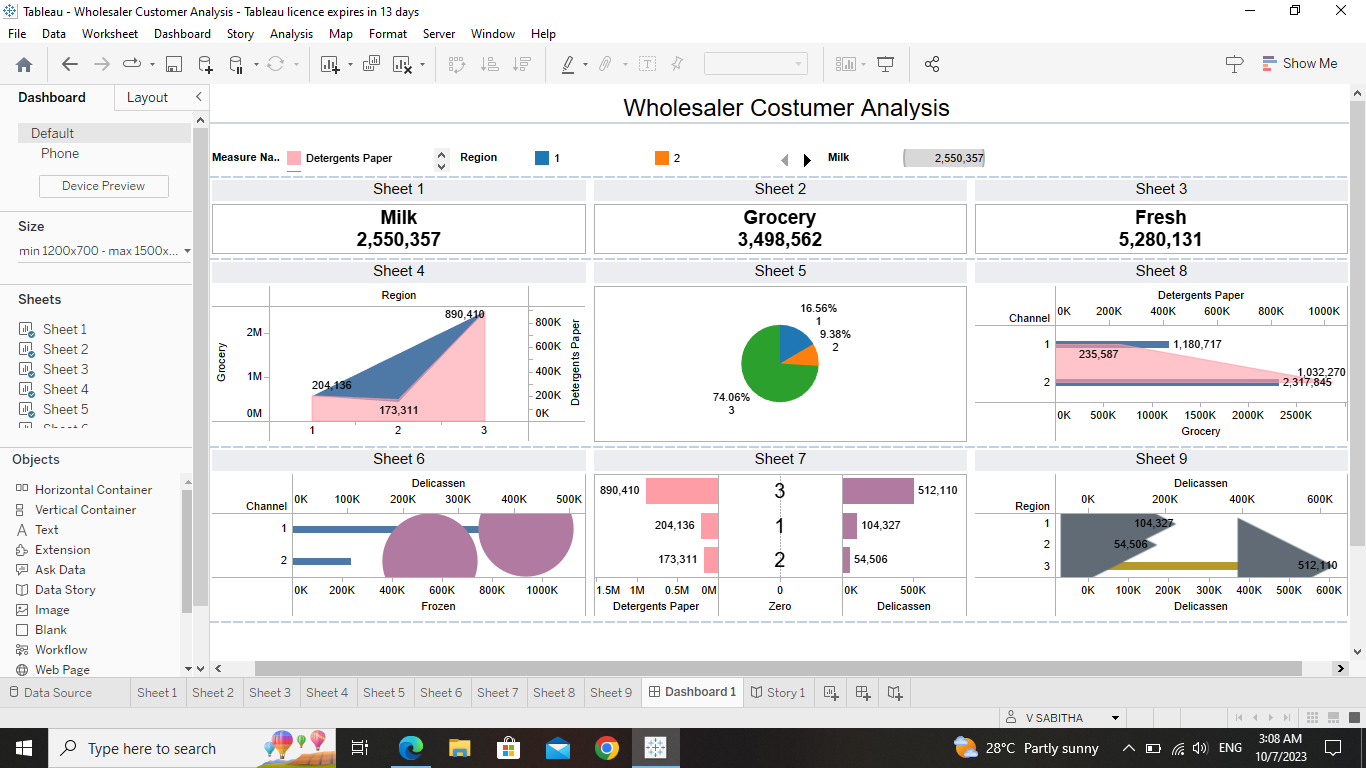 Tableau - Wholesaler Customer Analysis - Tableau licence expires in 13 days
File Data Worksheet Dashboard Story Analysis Map Format Server Window Help
Show Me
Dashboard Layout
Default
Phone
Device Preview
Size
min 1200x700 - max 1500x...
Sheets
Sheet 1
Sheet 2
Sheet 3
Sheet 4
Sheet 5
Objects
Horizontal Container
Vertical Container
Text
Extension
Ask Data
Data Story
Image
Blank
Workflow
Web Page
Wholesaler Costumer Analysis
Measure Na.. Detergents Paper Region 1 2 Milk 2,550,357
Sheet 1 Sheet 2 Sheet 3
Milk Grocery Fresh
2,550,357 3,498,562 5,280,131
Sheet 4
Region
Grocery
2M
1M
0M
890,410
204,136
173,311
800K
600K
400K
200K
0K
Detergents Paper
1 2 3
Sheet 5
16.56%
1
9.38%
2
74.06%
3
Sheet 8
Detergents Paper
Channel 0K 200K 400K 600K 800K 1000K
1 1,180,717
235,587
1,032,270
2 2,317,845
0K 500K 1000K 1500K 2000K 2500K
Grocery
Sheet 6
Delicassen
Channel 0K 100K 200K 300K 400K 500K
1
2
0K 200K 400K 600K 800K 1000K
Frozen
Sheet 7
890,410 3 512,110
204,136 1 104,327
173,311 2 54,506
1.5M 1M 0.5M 0M 0 0K 500K
Detergents Paper Zero Delicassen
Sheet 9
Delicassen
Region 0K 200K 400K 600K
1 104,327
2 54,506
3 512,110
0K 100K 200K 300K 400K 500K 600K
Delicassen
Data Source Sheet 1 Sheet 2 Sheet 3 Sheet 4 Sheet 5 Sheet 6 Sheet 7 Sheet 8 Sheet 9 Dashboard 1 Story 1
V SABITHA
Type here to search
28°C Partly sunny ENG
3:08 AM
10/7/2023